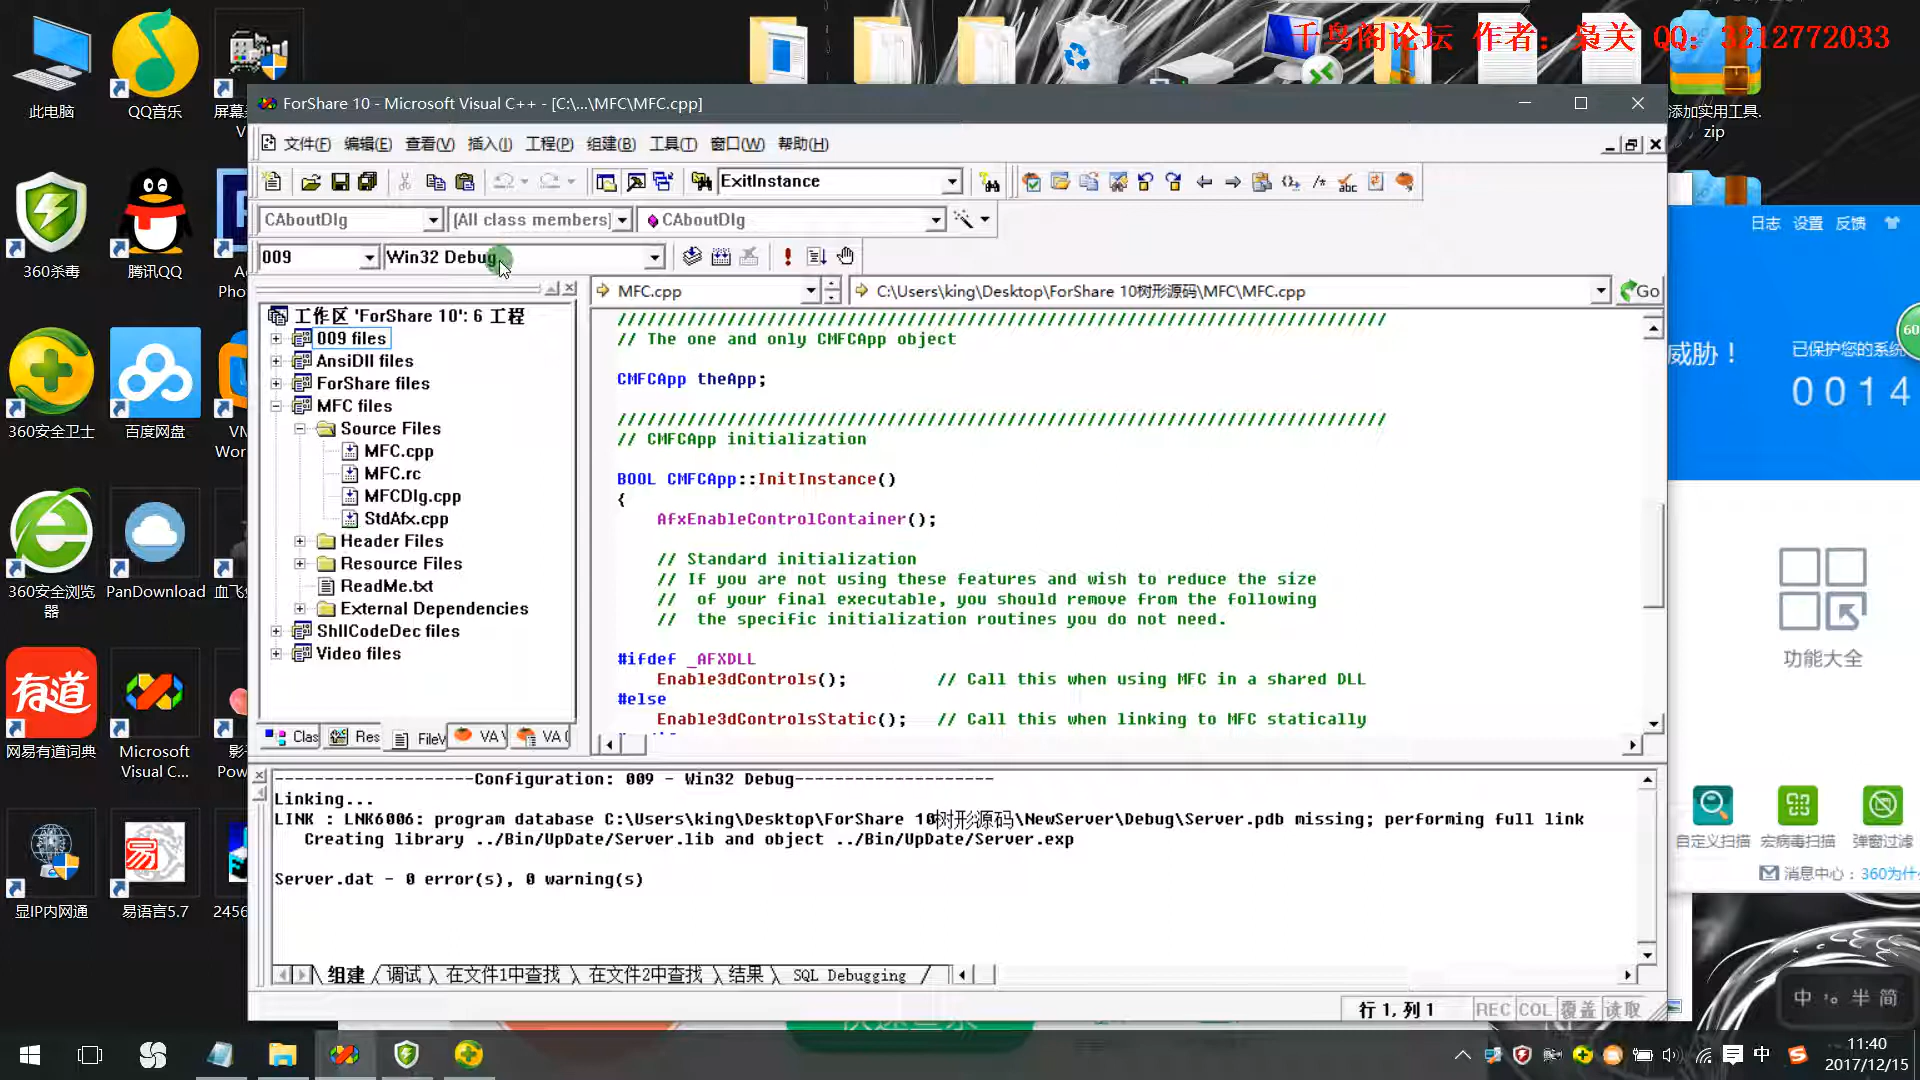 千鸟阁论坛 作者：枭关 QQ：3212772033
此电脑
QQ音乐
添加实用工具.
zip
ForShare 10 - Microsoft Visual C++ - [C:\...\MFC\MFC.cpp]
文件(F) 编辑(E) 查看(V) 插入(I) 工程(P) 组建(B) 工具(T) 窗口(W) 帮助(H)
ExitInstance
CAboutDlg
[All class members]
CAboutDlg
009
Win32 Debug
MFC.cpp
C:\Users\king\Desktop\ForShare 10树形源码\MFC\MFC.cpp
Go
工作区 'ForShare 10': 6 工程
009 files
AnsiDll files
ForShare files
MFC files
Source Files
MFC.cpp
MFC.rc
MFCDlg.cpp
StdAfx.cpp
Header Files
Resource Files
ReadMe.txt
External Dependencies
ShllCodeDec files
Video files
Clas
Res
FileV
VA V
VA (
////////////////////////////////////////////////////////////////////////////
// The one and only CMFCApp object
CMFCApp theApp;
////////////////////////////////////////////////////////////////////////////
// CMFCApp initialization
BOOL CMFCApp::InitInstance()
{
AfxEnableControlContainer();
// Standard initialization
// If you are not using these features and wish to reduce the size
//  of your final executable, you should remove from the following
//  the specific initialization routines you do not need.
#ifdef _AFXDLL
Enable3dControls();         // Call this when using MFC in a shared DLL
#else
Enable3dControlsStatic();   // Call this when linking to MFC statically
--------------------Configuration: 009 - Win32 Debug--------------------
Linking...
LINK : LNK6006: program database C:\Users\king\Desktop\ForShare 10树形源码\NewServer\Debug\Server.pdb missing; performing full link
Creating library ../Bin/UpDate/Server.lib and object ../Bin/UpDate/Server.exp
Server.dat - 0 error(s), 0 warning(s)
组建 调试 在文件1中查找 在文件2中查找 结果 SQL Debugging
行 1, 列 1
REC COL 覆盖 读取
360杀毒
腾讯QQ
360安全卫士
百度网盘
360安全浏览
器
PanDownload
有道
网易有道词典
Microsoft
Visual C...
显IP内网通
易语言5.7
2456
日志 设置 反馈
威胁！
已保护您的系统
60
0 0 1 4
功能大全
自定义扫描 宏病毒扫描 弹窗过滤
消息中心： 360为什
中 半 简
中
11:40
2017/12/15